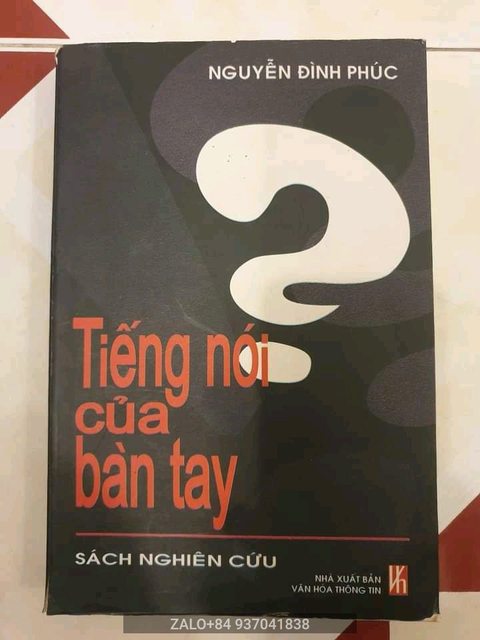 NGUYỄN ĐÌNH PHÚC
Tiếng nói
của
bàn tay
SÁCH NGHIÊN CỨU
NHÀ XUẤT BẢN
VĂN HÓA THÔNG TIN
ZALO+84 937041838